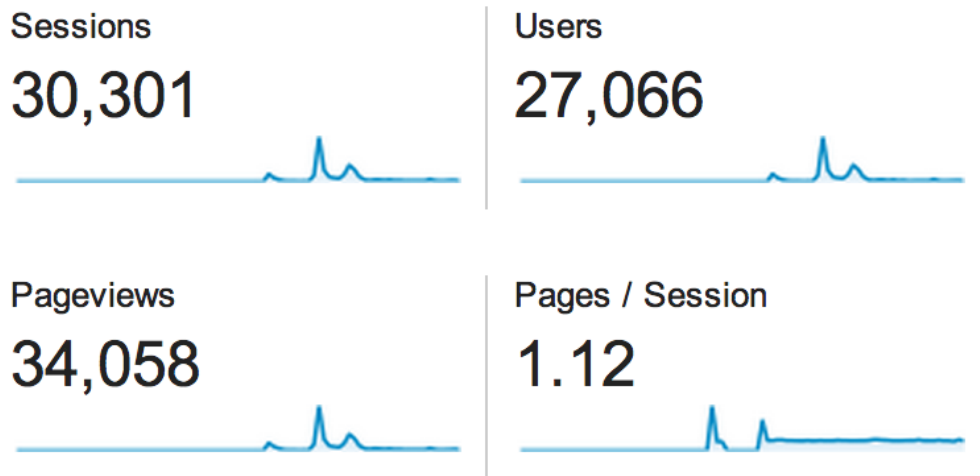 Sessions
30,301
Users
27,066
Pageviews
34,058
Pages / Session
1.12